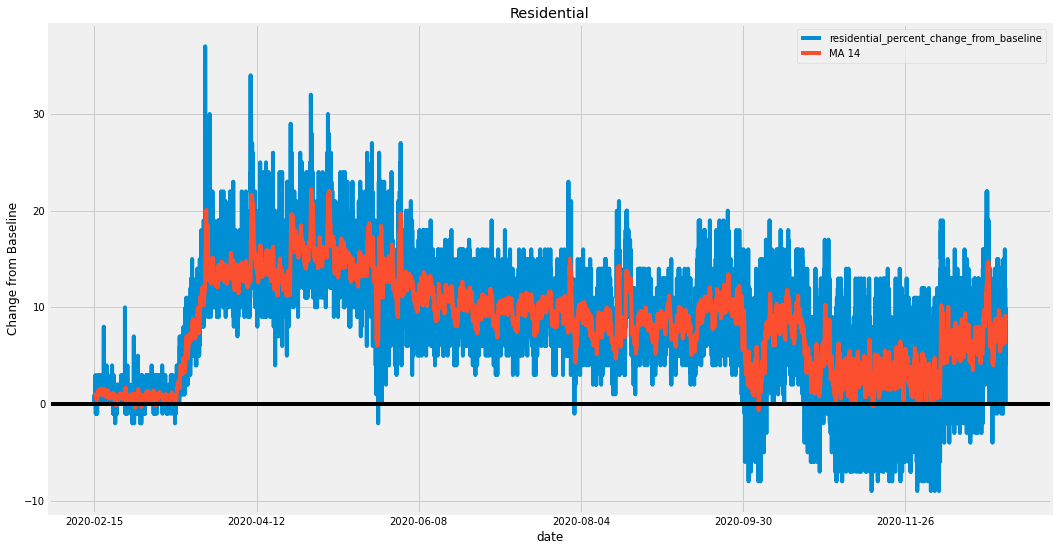 Residential
residential_percent_change_from_baseline
MA 14
Change from Baseline
30
20
10
0
−10
2020-02-15
2020-04-12
2020-06-08
2020-08-04
2020-09-30
2020-11-26
date